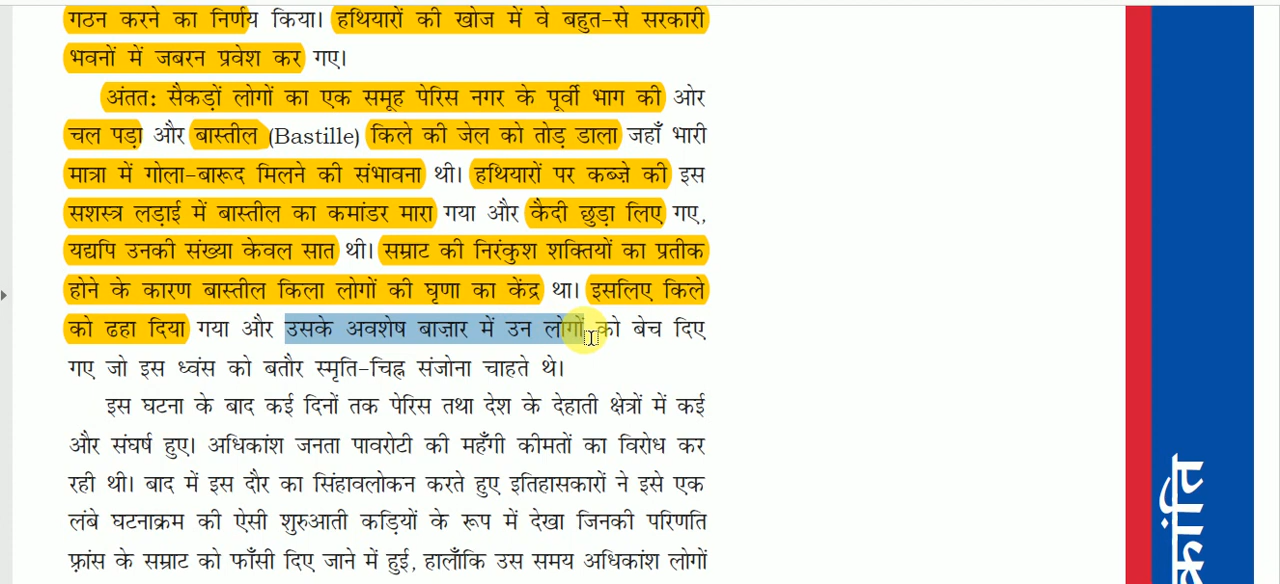 गठन करने का निर्णय किया। हथियारों की खोज में वे बहुत-से सरकारी
भवनों में जबरन प्रवेश कर गए।
अंतत: सैकड़ों लोगों का एक समूह पेरिस नगर के पूर्वी भाग की ओर
चल पड़ा और बास्तील (Bastille) किले की जेल को तोड़ डाला जहाँ भारी
मात्रा में गोला-बारूद मिलने की संभावना थी। हथियारों पर कब्ज़े की इस
सशस्त्र लड़ाई में बास्तील का कमांडर मारा गया और कैदी छुड़ा लिए गए,
यद्यपि उनकी संख्या केवल सात थी। सम्राट की निरंकुश शक्तियों का प्रतीक
होने के कारण बास्तील किला लोगों की घृणा का केंद्र था। इसलिए किले
को ढहा दिया गया और उसके अवशेष बाज़ार में उन लोगों को बेच दिए
गए जो इस ध्वंस को बतौर स्मृति-चिह्न संजोना चाहते थे।
इस घटना के बाद कई दिनों तक पेरिस तथा देश के देहाती क्षेत्रों में कई
और संघर्ष हुए। अधिकांश जनता पावरोटी की महँगी कीमतों का विरोध कर
रही थी। बाद में इस दौर का सिंहावलोकन करते हुए इतिहासकारों ने इसे एक
लंबे घटनाक्रम की ऐसी शुरुआती कड़ियों के रूप में देखा जिनकी परिणति
फ़्रांस के सम्राट को फाँसी दिए जाने में हुई, हालाँकि उस समय अधिकांश लोगों
क्रांति